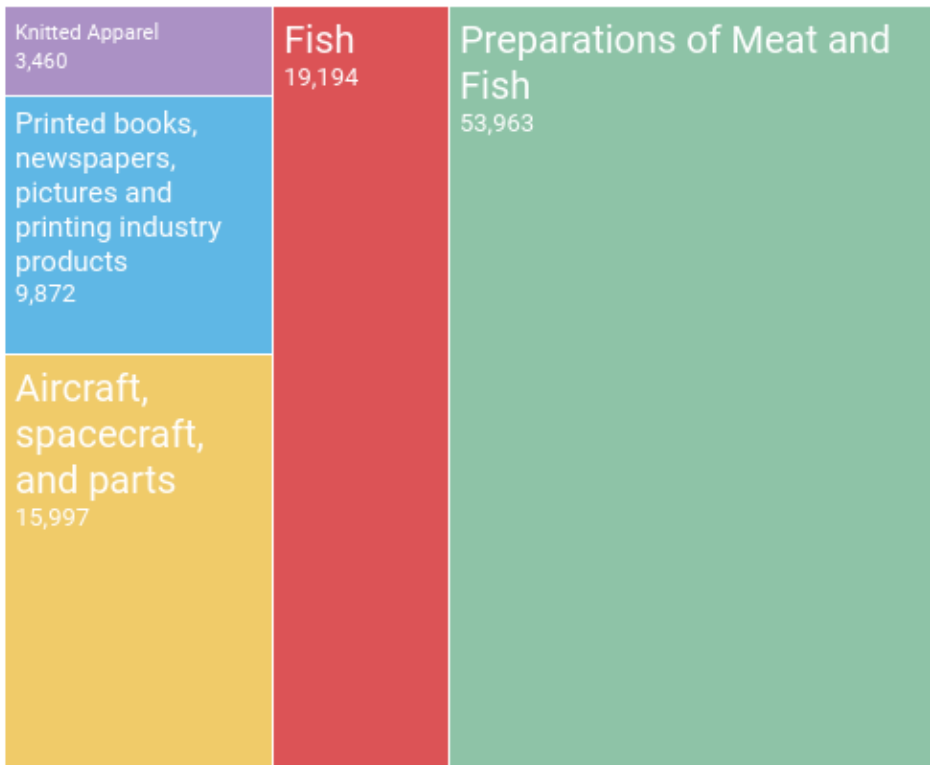 Knitted Apparel
3,460
Printed books,
newspapers,
pictures and
printing industry
products
9,872
Aircraft,
spacecraft,
and parts
15,997
Fish
19,194
Preparations of Meat and
Fish
53,963